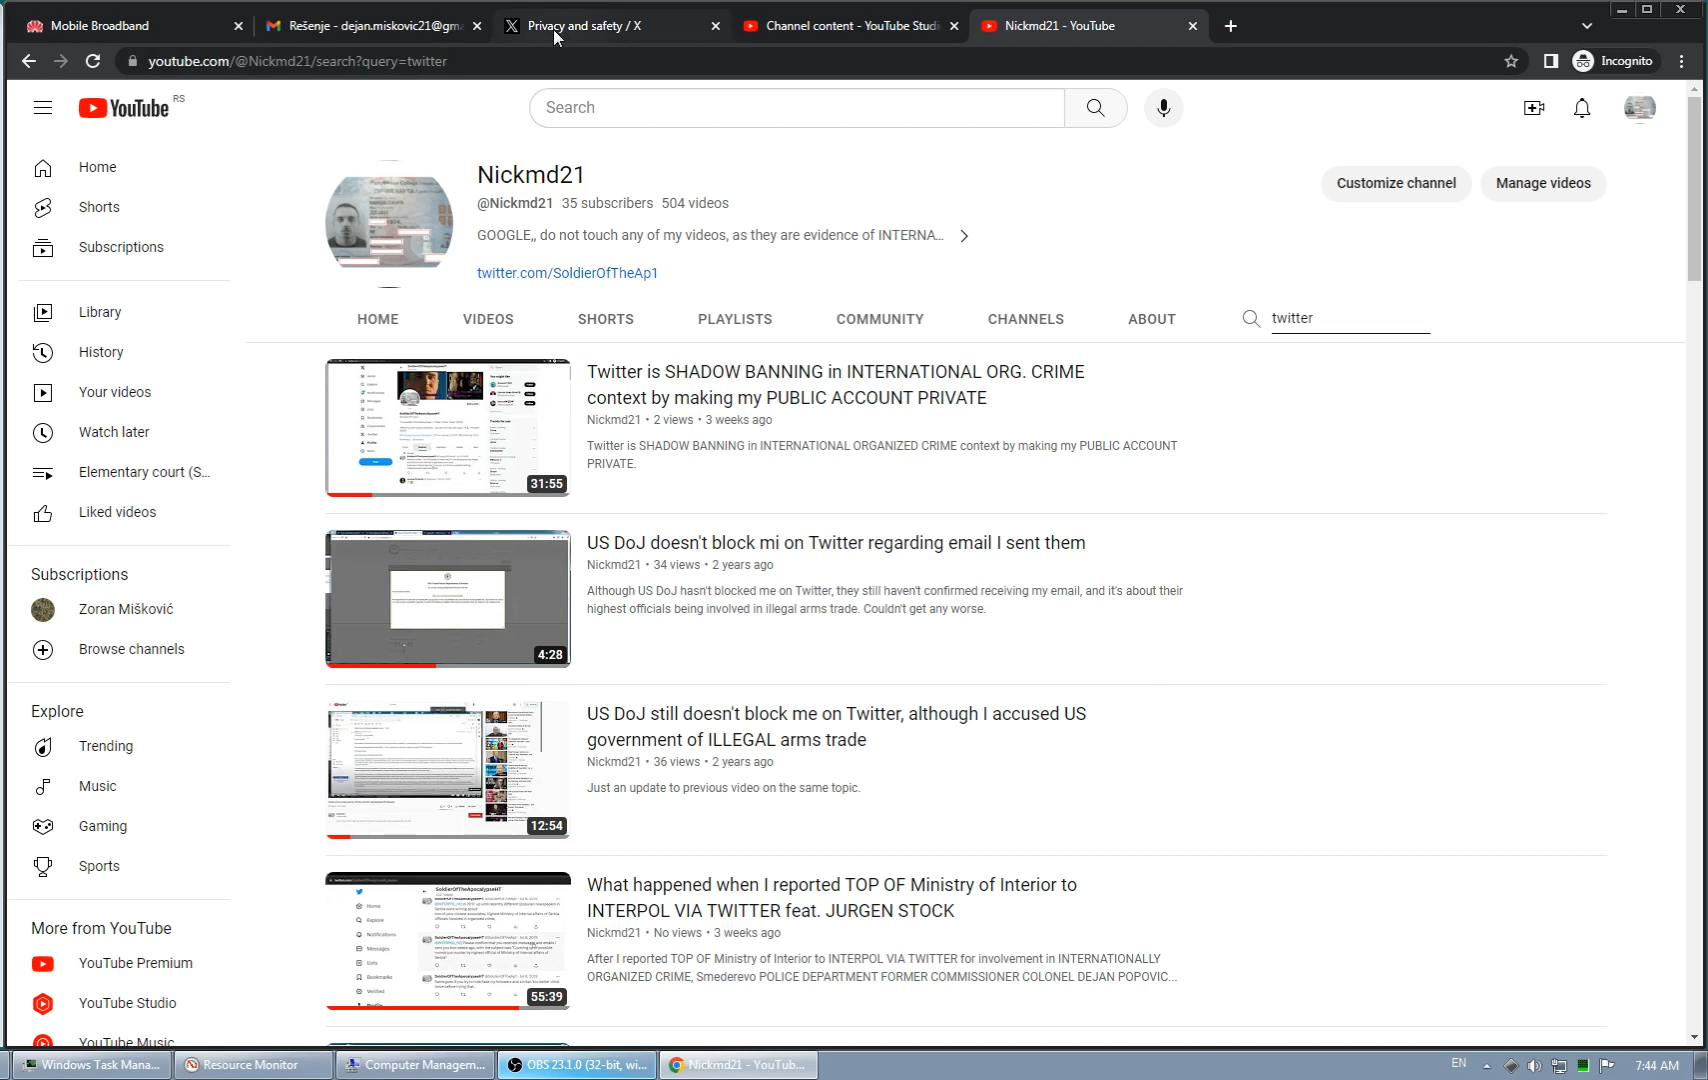 Mobile Broadband
Rešenje - dejan.miskovic21@gm
Privacy and safety / X
Channel content - YouTube Studi
Nickmd21 - YouTube
youtube.com/@Nickmd21/search?query=twitter
Incognito
YouTube RS
Search
Home
Shorts
Subscriptions
Library
History
Your videos
Watch later
Elementary court (S...
Liked videos
Subscriptions
Zoran Mišković
Browse channels
Explore
Trending
Music
Gaming
Sports
More from YouTube
YouTube Premium
YouTube Studio
YouTube Music
Nickmd21
@Nickmd21 35 subscribers 504 videos
GOOGLE,, do not touch any of my videos, as they are evidence of INTERNA...
twitter.com/SoldierOfTheAp1
Customize channel
Manage videos
HOME VIDEOS SHORTS PLAYLISTS COMMUNITY CHANNELS ABOUT twitter
31:55
Twitter is SHADOW BANNING in INTERNATIONAL ORG. CRIME
context by making my PUBLIC ACCOUNT PRIVATE
Nickmd21 • 2 views • 3 weeks ago
Twitter is SHADOW BANNING in INTERNATIONAL ORGANIZED CRIME context by making my PUBLIC ACCOUNT
PRIVATE.
4:28
US DoJ doesn't block mi on Twitter regarding email I sent them
Nickmd21 • 34 views • 2 years ago
Although US DoJ hasn't blocked me on Twitter, they still haven't confirmed receiving my email, and it's about their
highest officials being involved in illegal arms trade. Couldn't get any worse.
12:54
US DoJ still doesn't block me on Twitter, although I accused US
government of ILLEGAL arms trade
Nickmd21 • 36 views • 2 years ago
Just an update to previous video on the same topic.
55:39
What happened when I reported TOP OF Ministry of Interior to
INTERPOL VIA TWITTER feat. JURGEN STOCK
Nickmd21 • No views • 3 weeks ago
After I reported TOP OF Ministry of Interior to INTERPOL VIA TWITTER for involvement in INTERNATIONALLY
ORGANIZED CRIME, Smederevo POLICE DEPARTMENT FORMER COMMISSIONER COLONEL DEJAN POPOVIC...
Windows Task Mana...
Resource Monitor
Computer Managem...
OBS 23.1.0 (32-bit, wi...
Nickmd21 - YouTub...
EN
7:44 AM